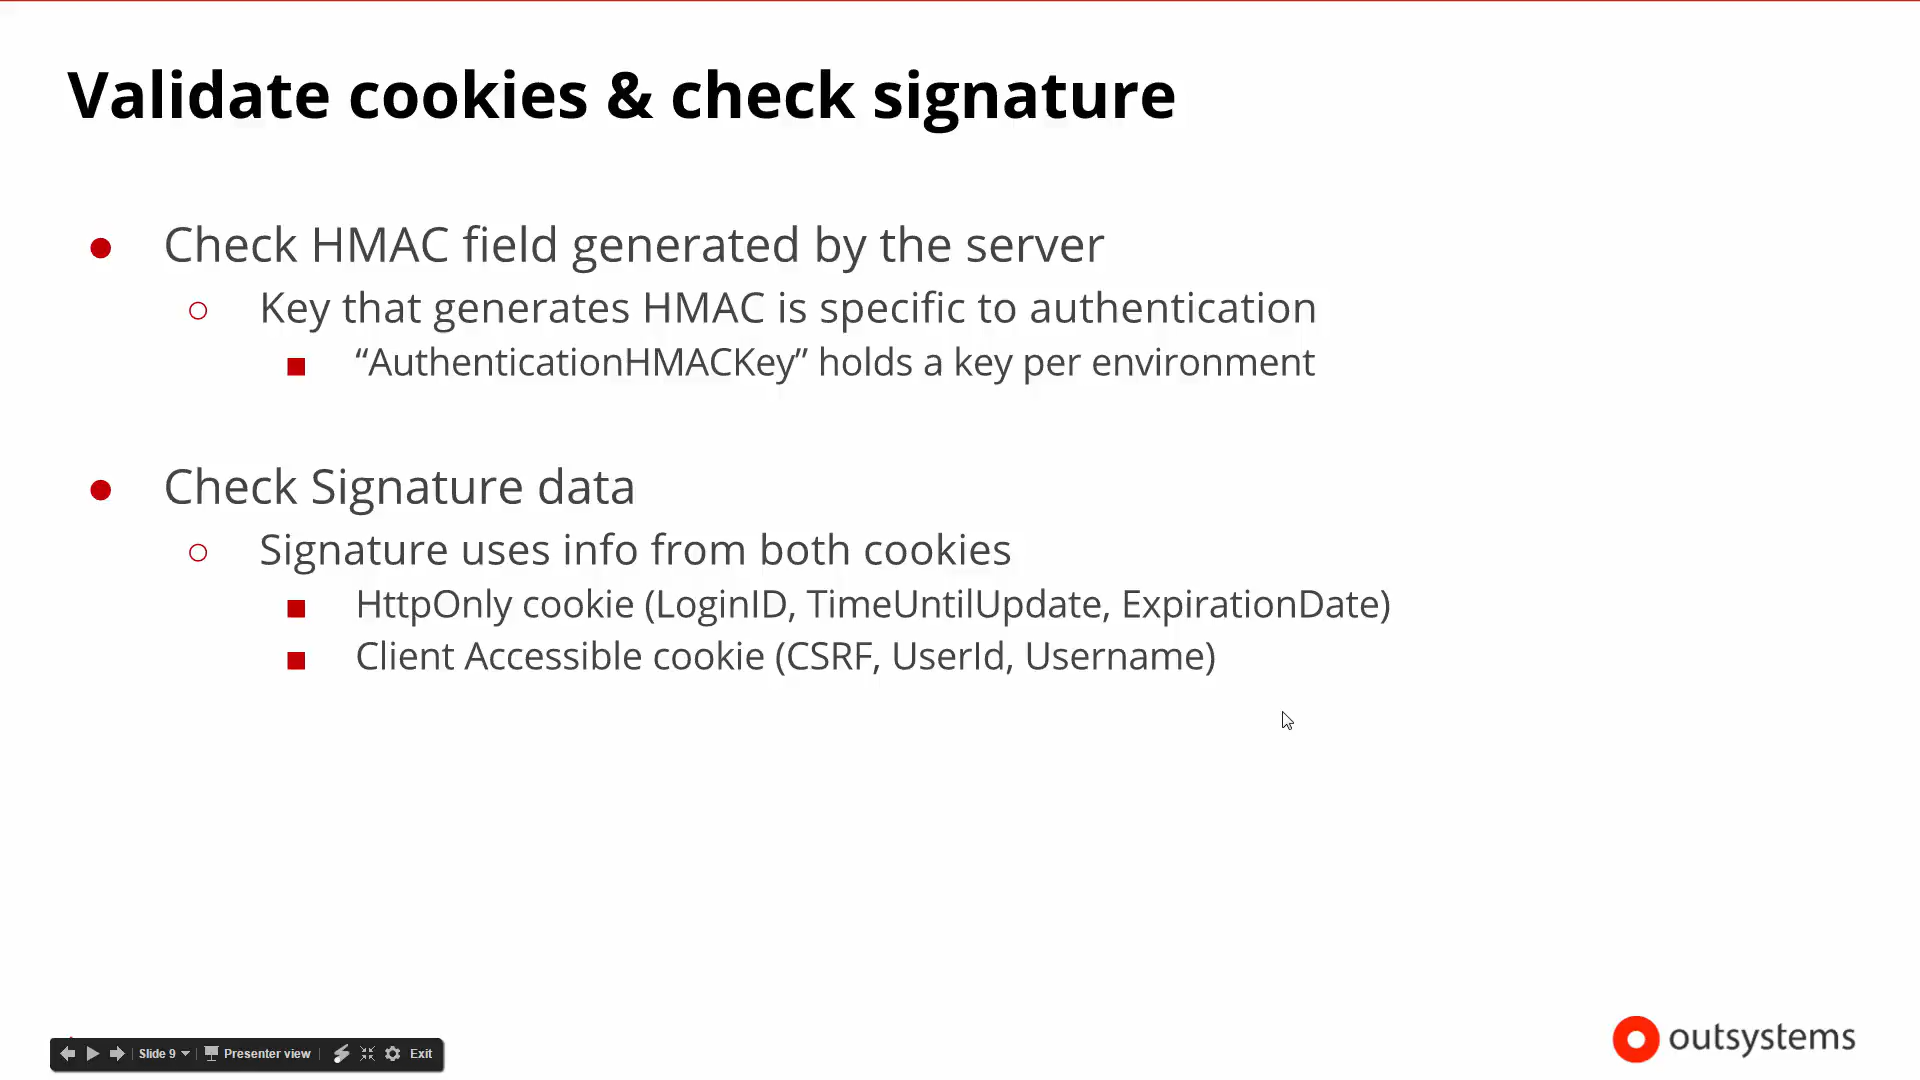 Validate cookies & check signature
Check HMAC field generated by the server
Key that generates HMAC is specific to authentication
“AuthenticationHMACKey” holds a key per environment
Check Signature data
Signature uses info from both cookies
HttpOnly cookie (LoginID, TimeUntilUpdate, ExpirationDate)
Client Accessible cookie (CSRF, UserId, Username)
Slide 9 Presenter view Exit
outsystems